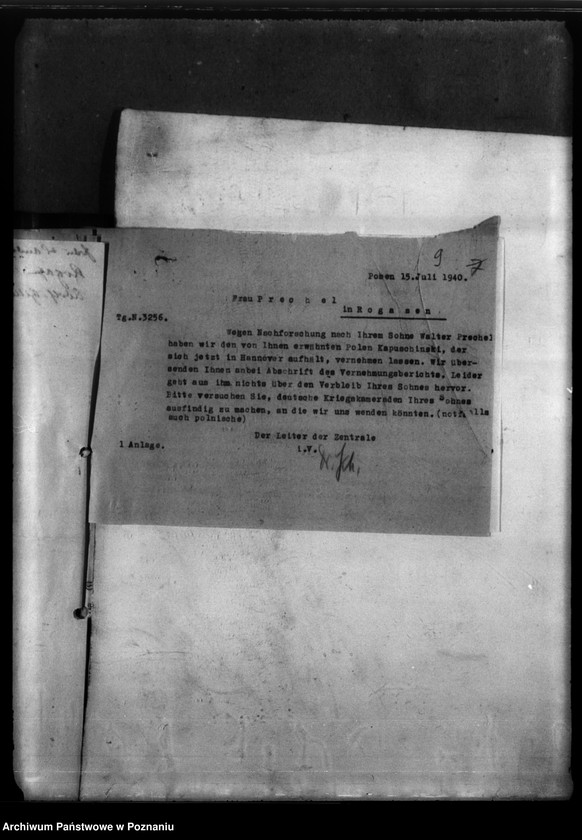 9
7
Posen 15.Juli 1940.
Frau P r e c h e l
in R o g a s e n .
Tg.N.3256.
Wegen Nachforschung nach Ihrem Sohne Walter Prechel
haben wir den von Ihnen erwähnten Polen Kapuschinski, der
sich jetzt in Hannover aufhält, vernehmen lassen. Wir über-
senden Ihnen anbei Abschrift des Vernehmungsberichts. Leider
geht aus ihm nichts über den Verbleib Ihres Sohnes hervor.
Bitte versuchen Sie, deutsche Kriegskameraden Ihres Sohnes
ausfindig zu machen, an die wir uns wenden könnten.(notfalls
auch polnische)
Der Leiter der Zentrale
1 Anlage.
i.V.
Archiwum Państwowe w Poznaniu